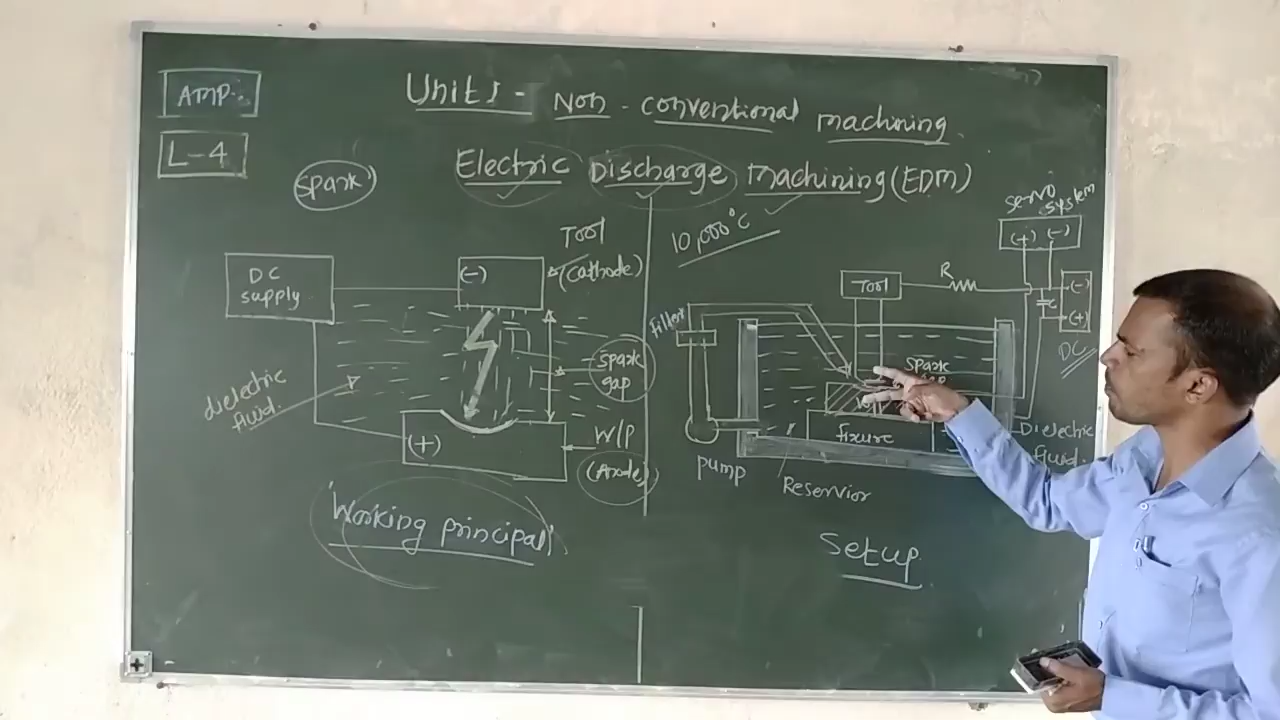 AMP.
L-4
Unit 5 - Non-conventional machining.
Electric Discharge Machining (EDM)
Spark
10,000°C
Tool
(cathode)
DC
supply
(-)
Spark
gap
dielectric
fluid.
(+)
W/P
(Anode)
Working principal
Servo
system
(+) (-)
Tool
R
(-)
c
(+)
DC
Filter
Spark
fixure
Dielectric
fluid.
pump
Reservior
Setup